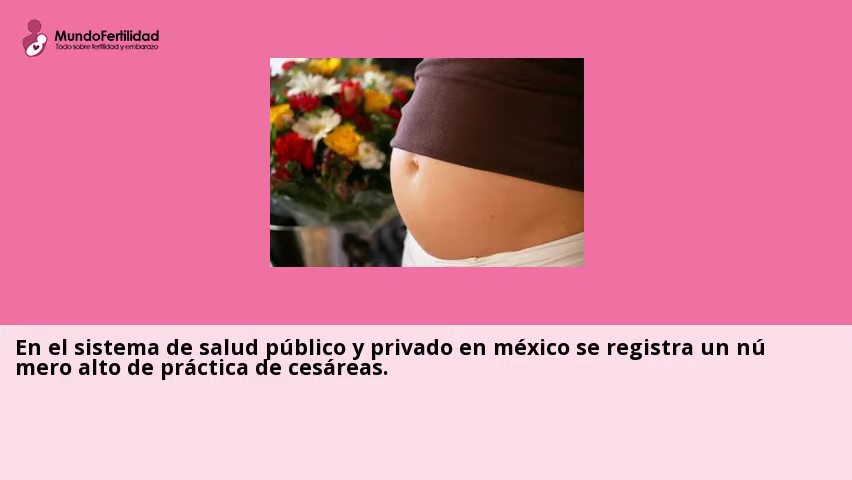 MundoFertilidad
Todo sobre fertilidad y embarazo
En el sistema de salud público y privado en méxico se registra un nú
mero alto de práctica de cesáreas.